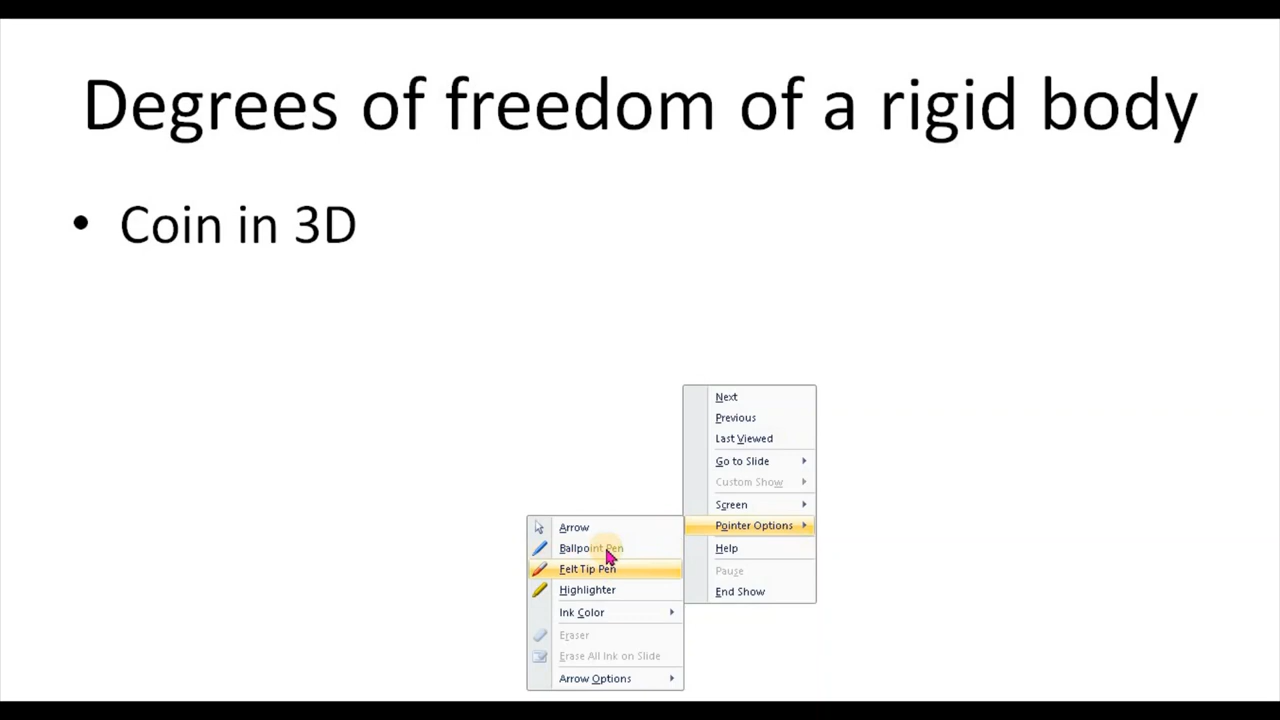 Degrees of freedom of a rigid body
• Coin in 3D
Next
Previous
Last Viewed
Go to Slide
Custom Show
Screen
Pointer Options
Help
Pause
End Show
Arrow
Ballpoint Pen
Felt Tip Pen
Highlighter
Ink Color
Eraser
Erase All Ink on Slide
Arrow Options